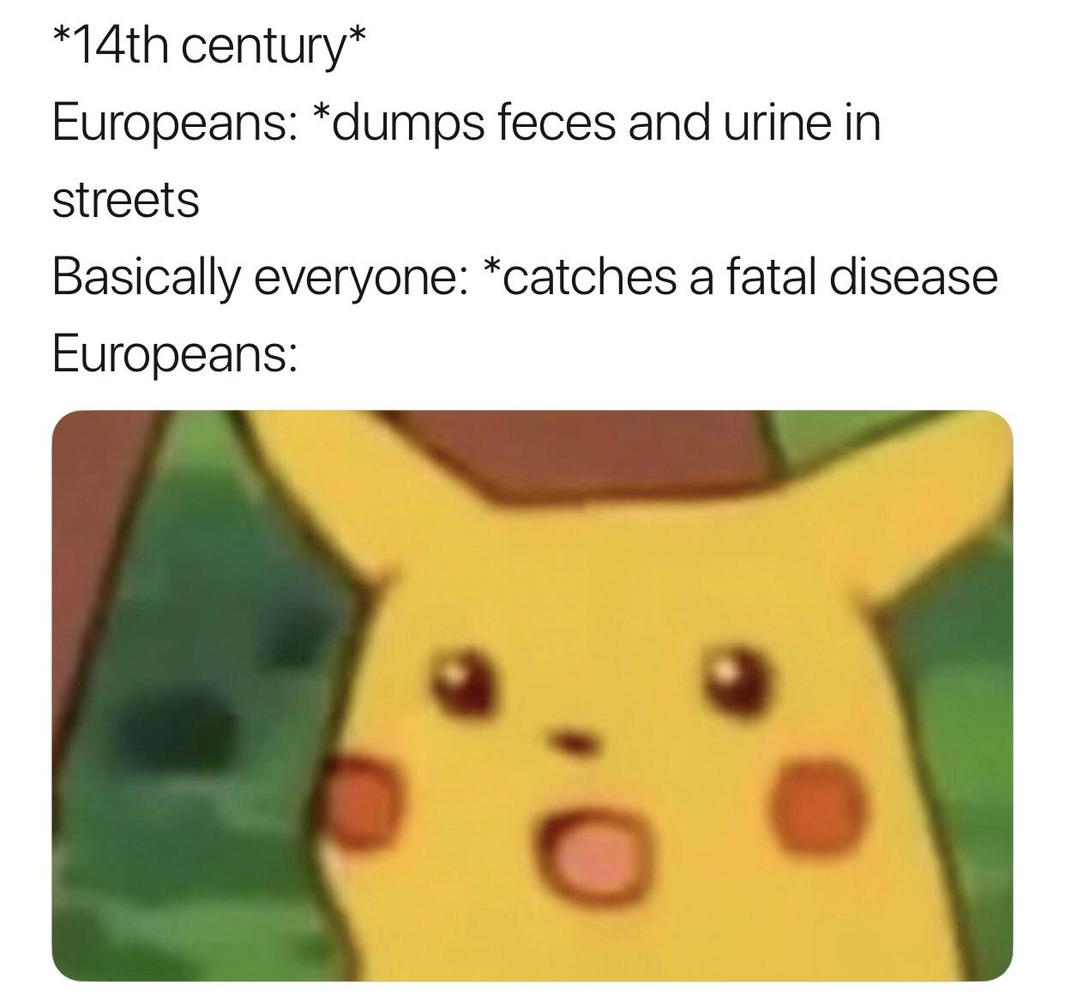 *14th century*
Europeans: *dumps feces and urine in
streets
Basically everyone: *catches a fatal disease
Europeans: